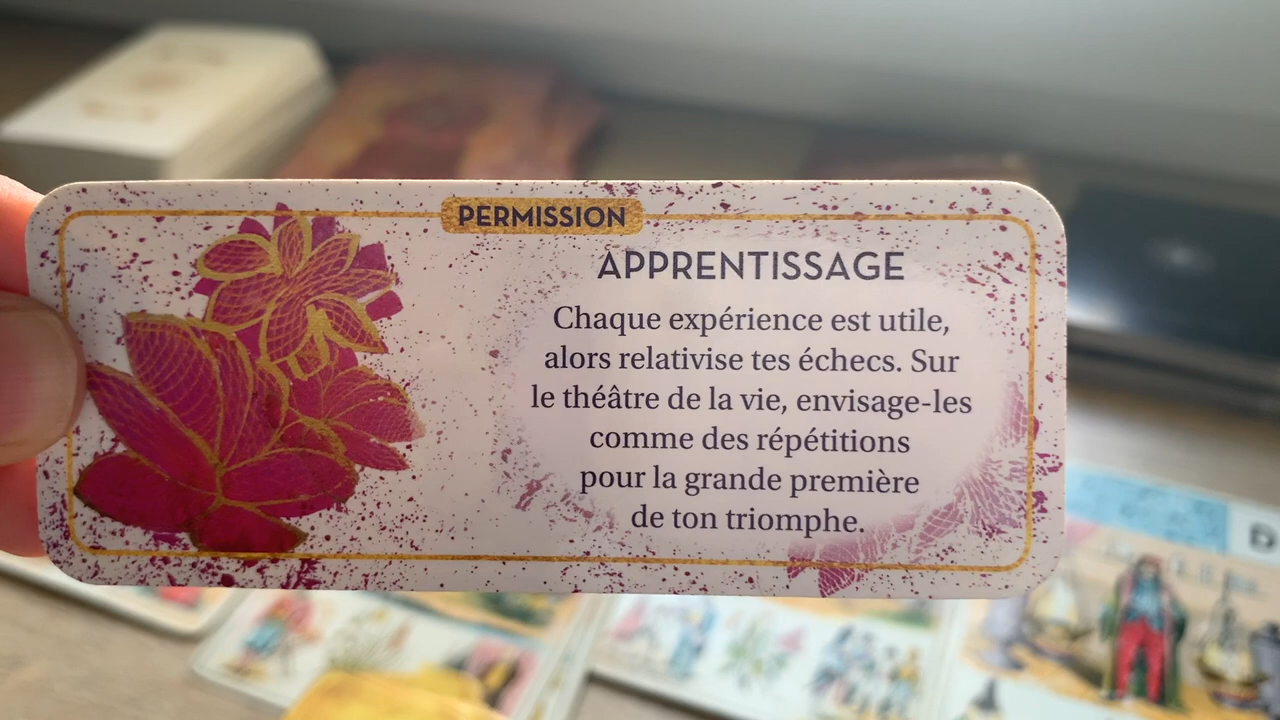 PERMISSION
APPRENTISSAGE
Chaque expérience est utile,
alors relativise tes échecs. Sur
le théâtre de la vie, envisage-les
comme des répétitions
pour la grande première
de ton triomphe.